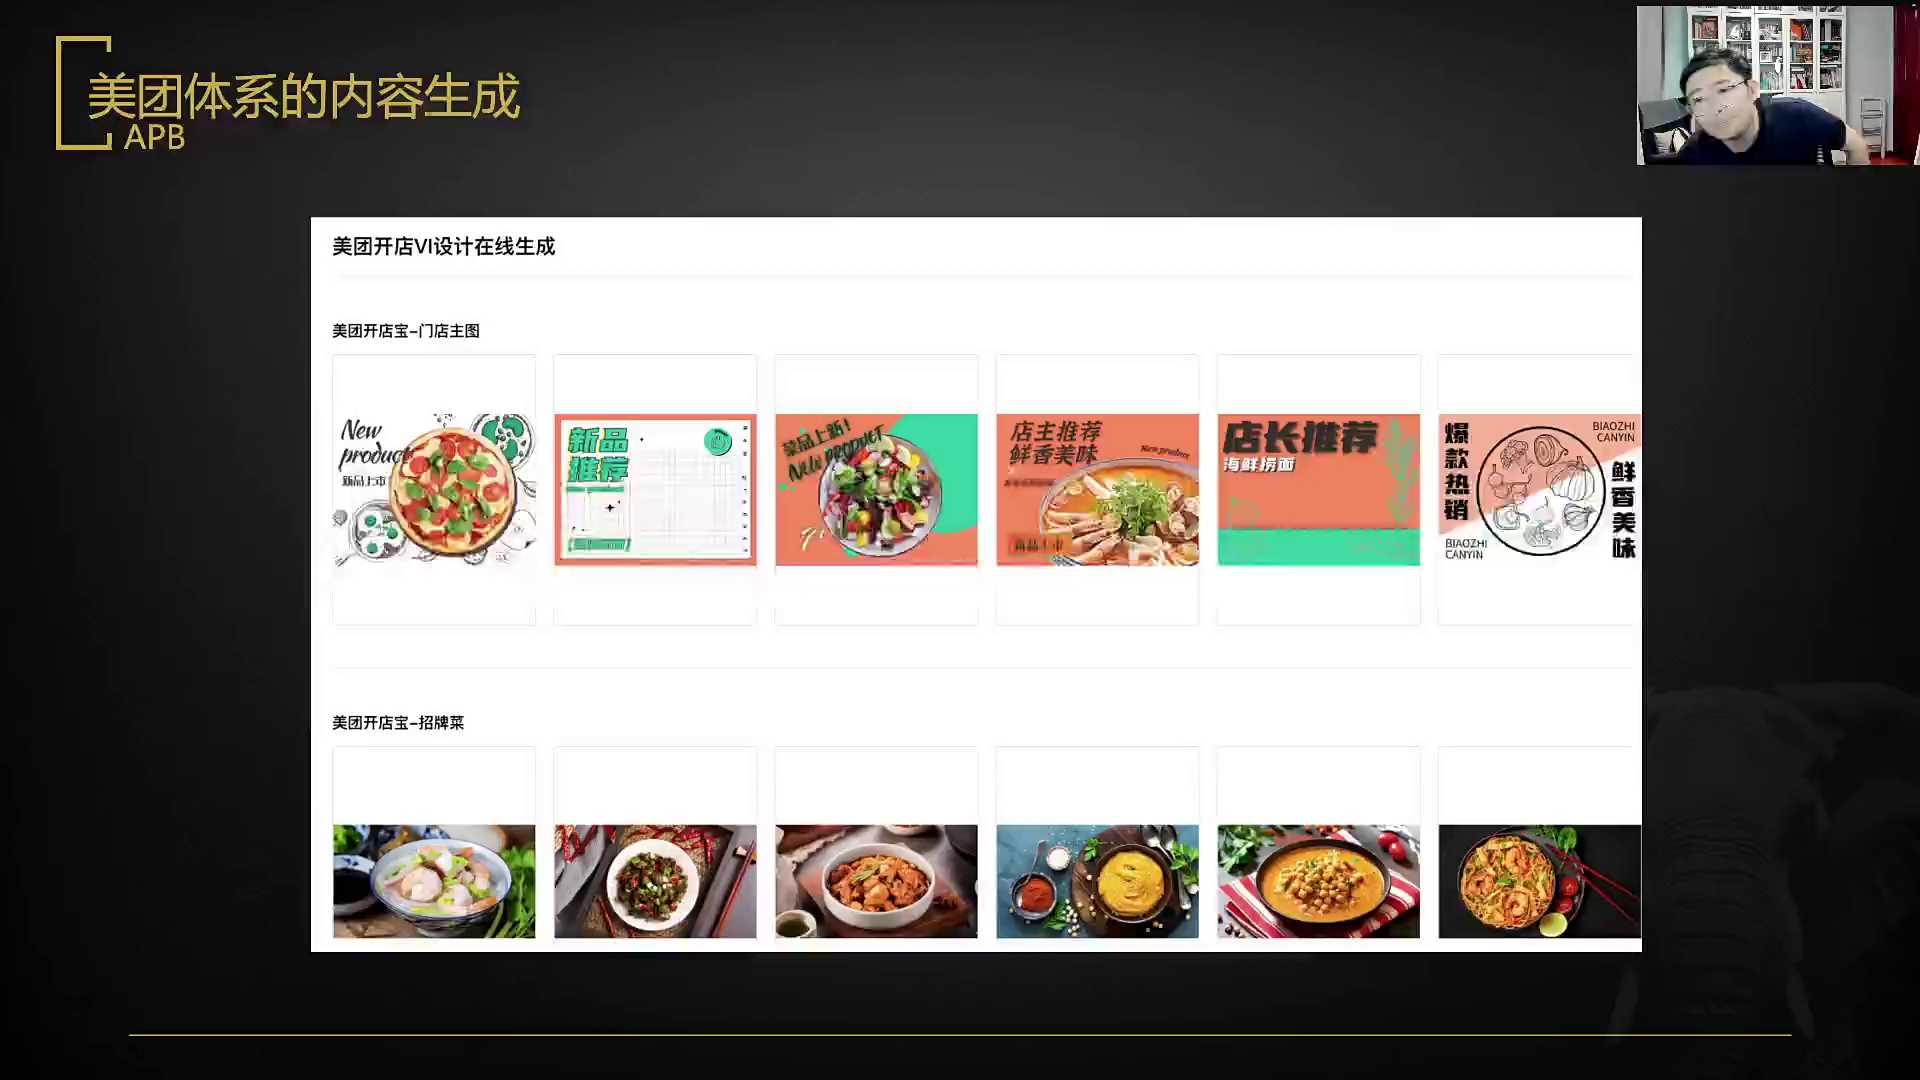 美团体系的内容生成
APB
美团开店VI设计在线生成
美团开店宝-门店主图
New
product
新品上市
新品
推荐
菜品上新!
New PRODUCT
店主推荐
鲜香美味
New product
新品上市
店长推荐
海鲜捞面
爆款热销
BIAOZHI
CANYIN
鲜香美味
BIAOZHI
CANYIN
美团开店宝-招牌菜